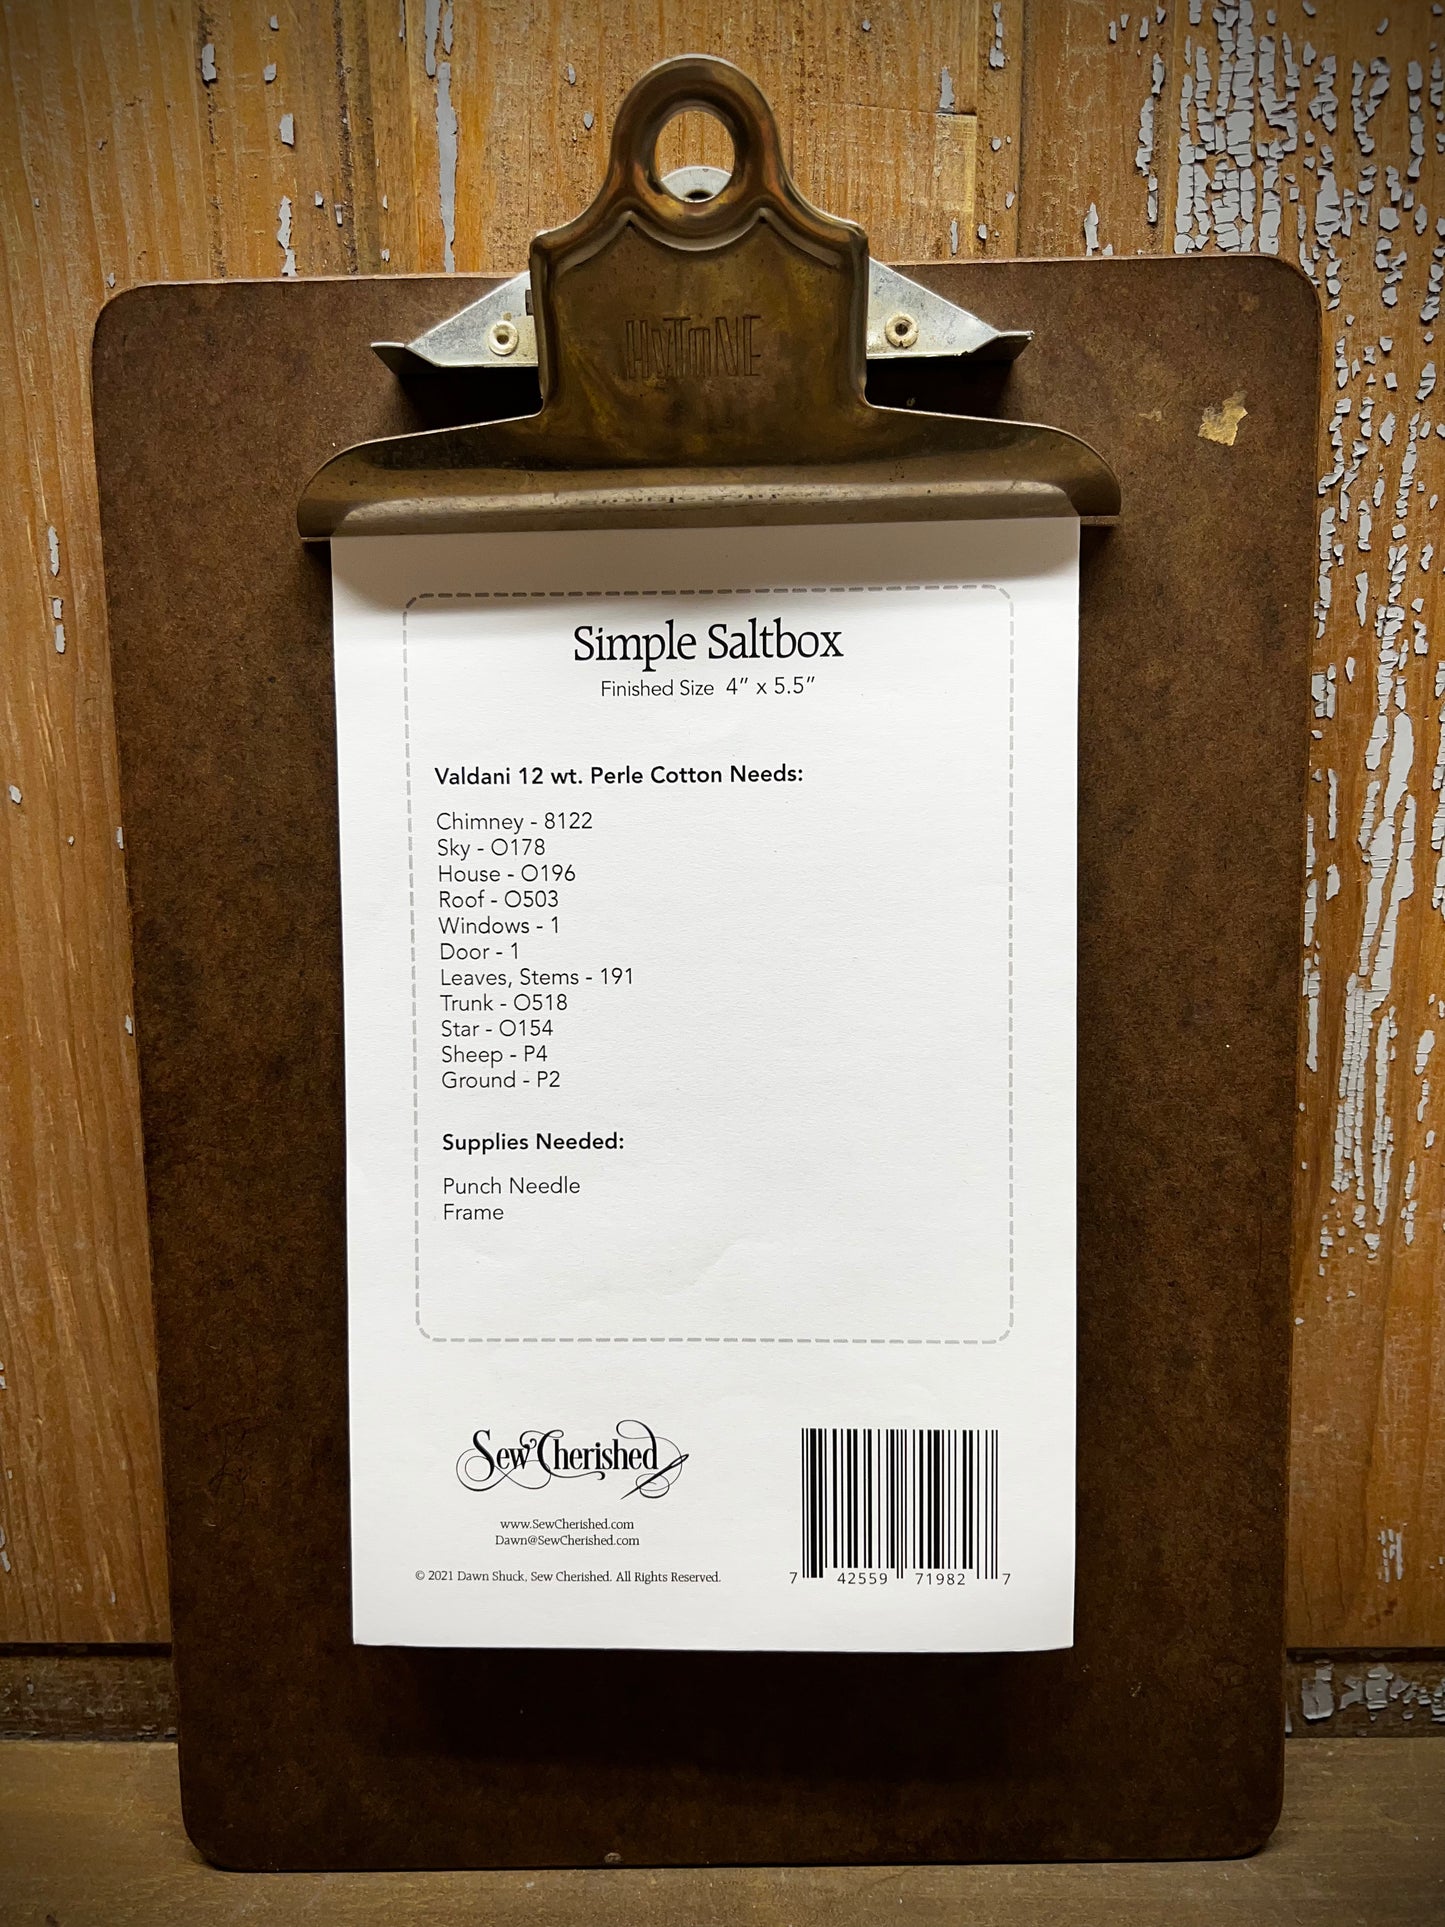 HyTONE
Simple Saltbox
Finished Size 4" x 5.5"
Valdani 12 wt. Perle Cotton Needs:
Chimney - 8122
Sky - O178
House - O196
Roof - O503
Windows - 1
Door - 1
Leaves, Stems - 191
Trunk - O518
Star - O154
Sheep - P4
Ground - P2
Supplies Needed:
Punch Needle
Frame
Sew Cherished
www.SewCherished.com
Dawn@SewCherished.com
© 2021 Dawn Shuck, Sew Cherished. All Rights Reserved.
7 42559 71982 7